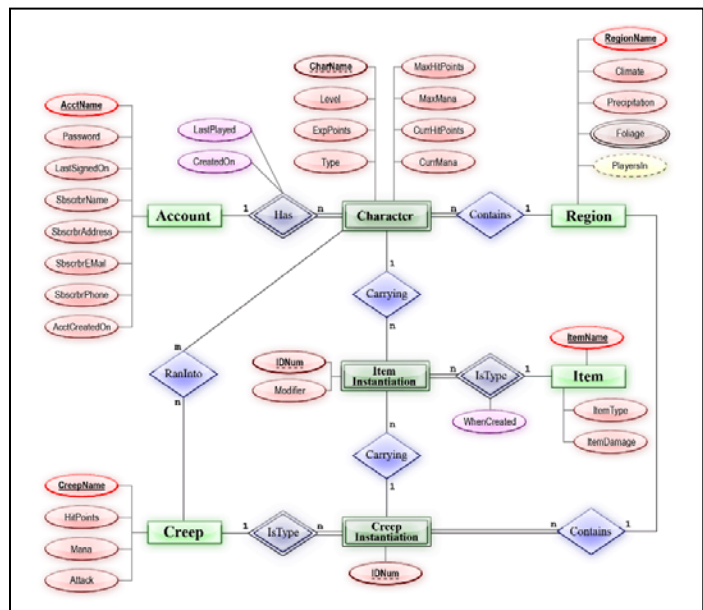 RegionName
CharName
MaxHitPoints
Climate
AcctName
Level
MaxMana
LastPlayed
Precipitation
Password
ExpPoints
CurrHitPoints
Foliage
CreatedOn
LastSignedOn
Type
CurrMana
PlayersIn
SbscrbrName
Account 1 Has n Character n Contains 1 Region
SbscrbrAddress
SbscrbrEMail
1
SbscrbrPhone
Carrying
AcctCreatedOn
n
ItemName
m
IDNum
RanInto
Item Instantiation n IsType 1 Item
Modifier
n
WhenCreated
ItemType
n
ItemDamage
Carrying
CreepName
1
HitPoints
Creep 1 IsType n Creep Instantiation n Contains 1
Mana
Attack
IDNum